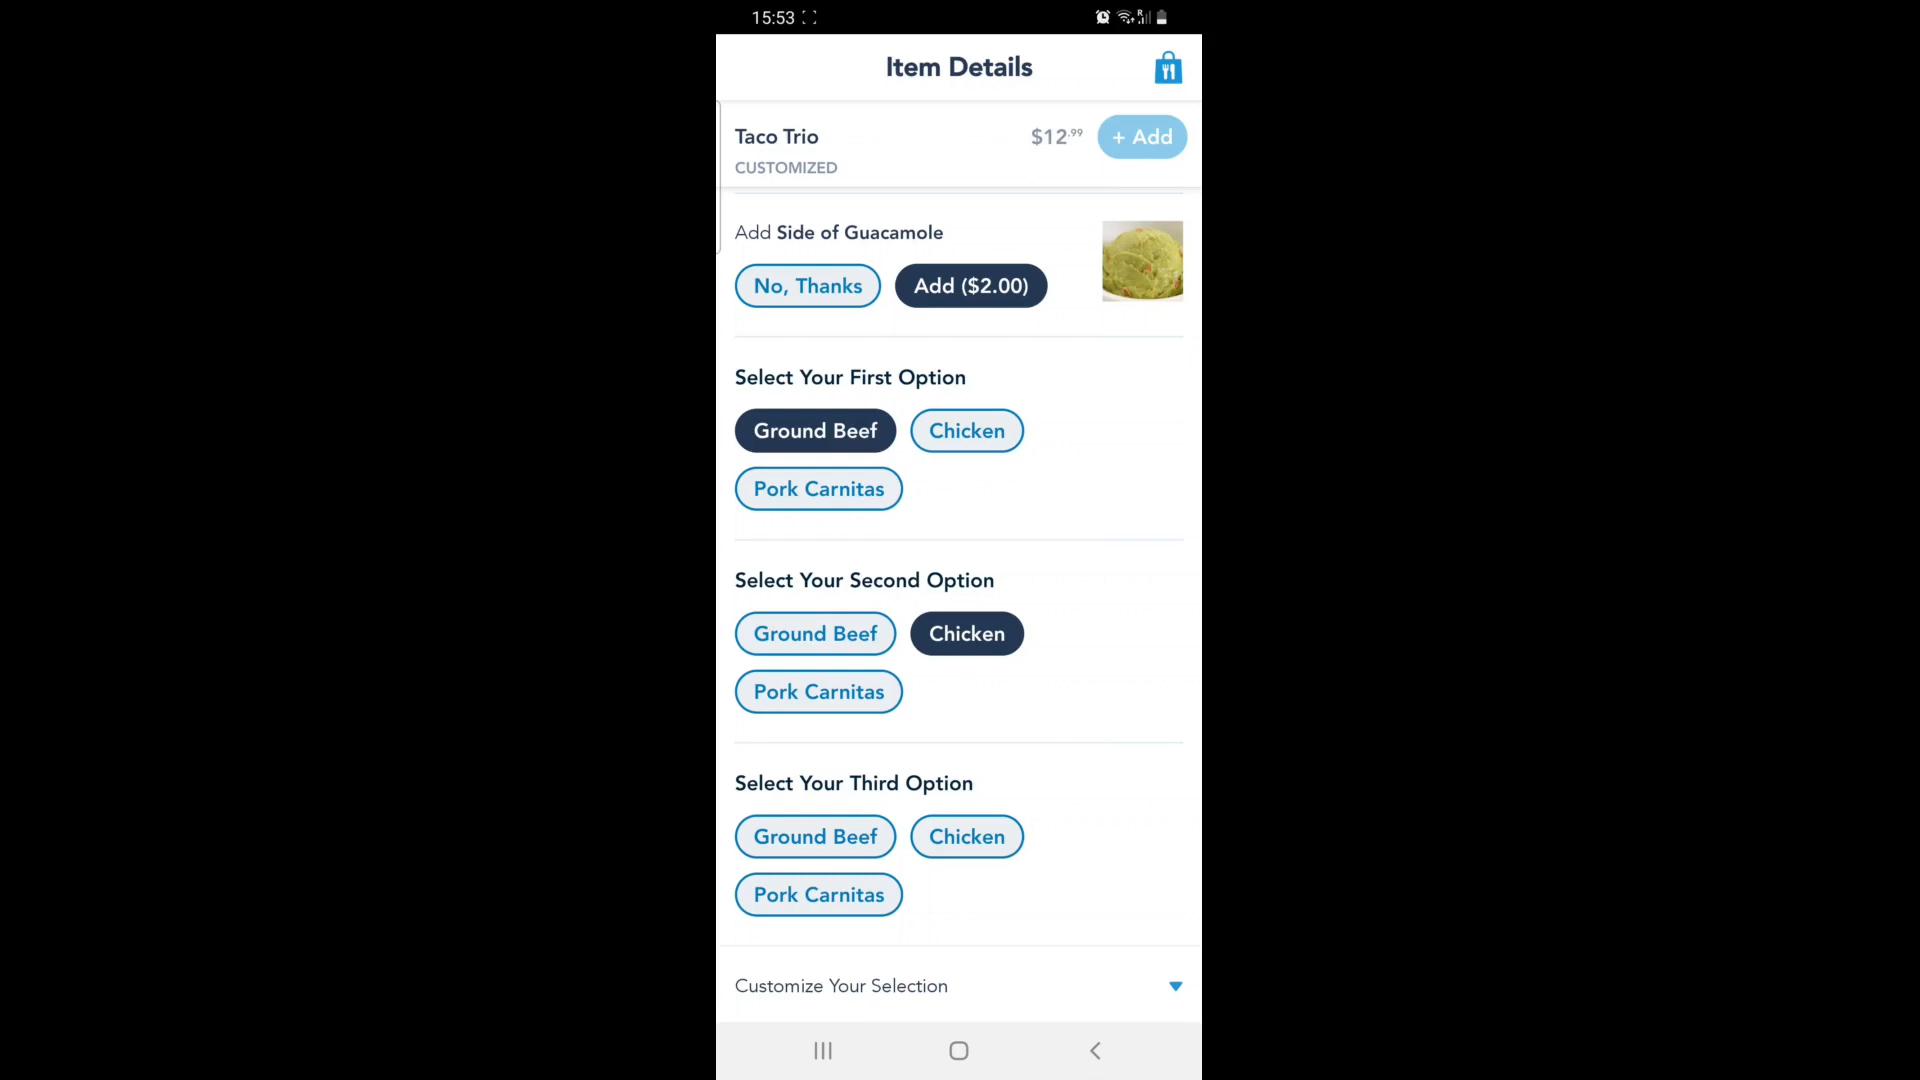 15:53
R
Item Details
Taco Trio $12.99 + Add
CUSTOMIZED
Add Side of Guacamole
No, Thanks Add ($2.00)
Select Your First Option
Ground Beef Chicken
Pork Carnitas
Select Your Second Option
Ground Beef Chicken
Pork Carnitas
Select Your Third Option
Ground Beef Chicken
Pork Carnitas
Customize Your Selection